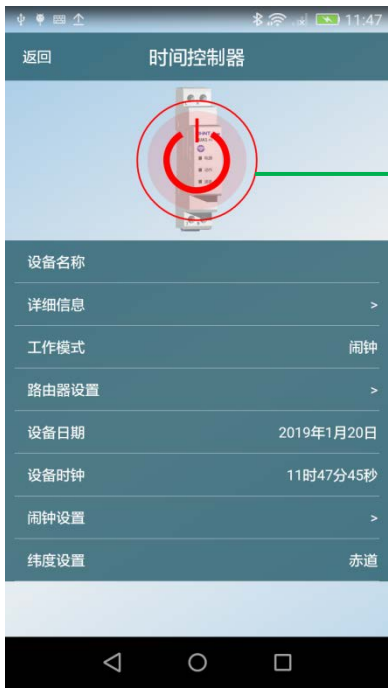 11:47
返回 时间控制器
设备名称
详细信息 >
工作模式 闹钟
路由器设置 >
设备日期 2019年1月20日
设备时钟 11时47分45秒
闹钟设置 >
纬度设置 赤道